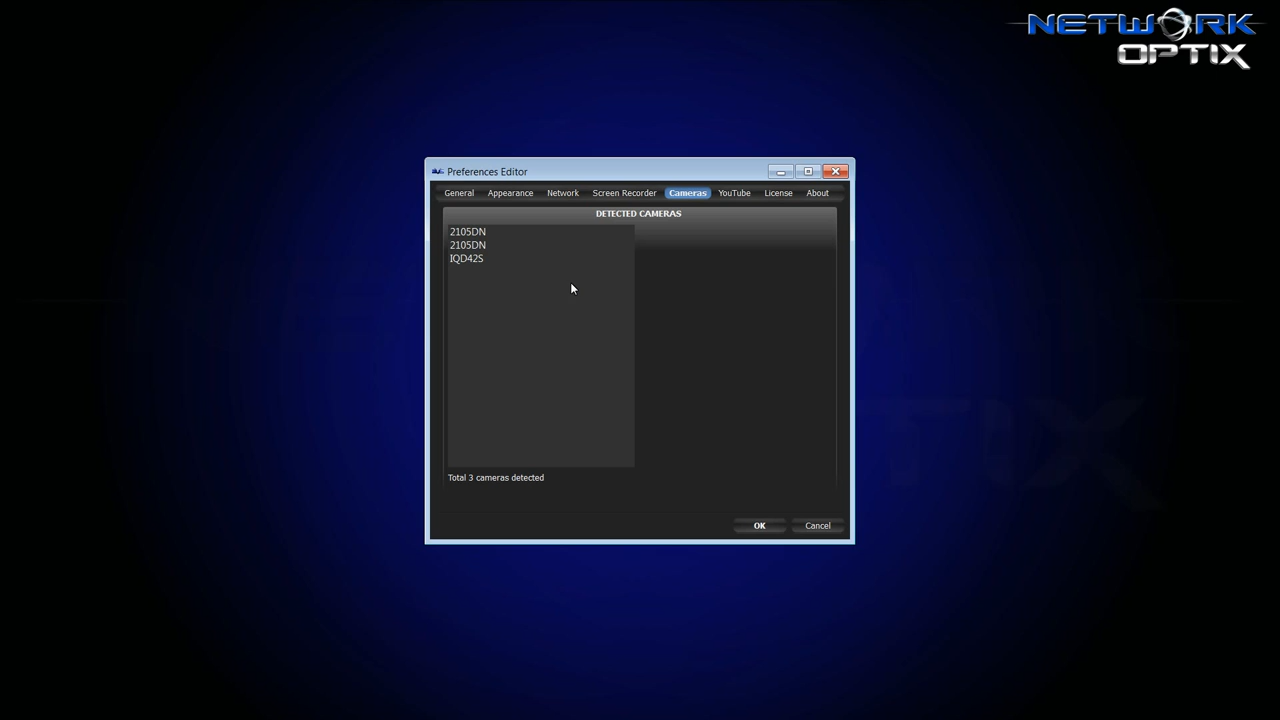 NETWORK
OPTIX
Preferences Editor
General Appearance Network Screen Recorder Cameras YouTube License About
DETECTED CAMERAS
2105DN
2105DN
IQD42S
Total 3 cameras detected
OK Cancel